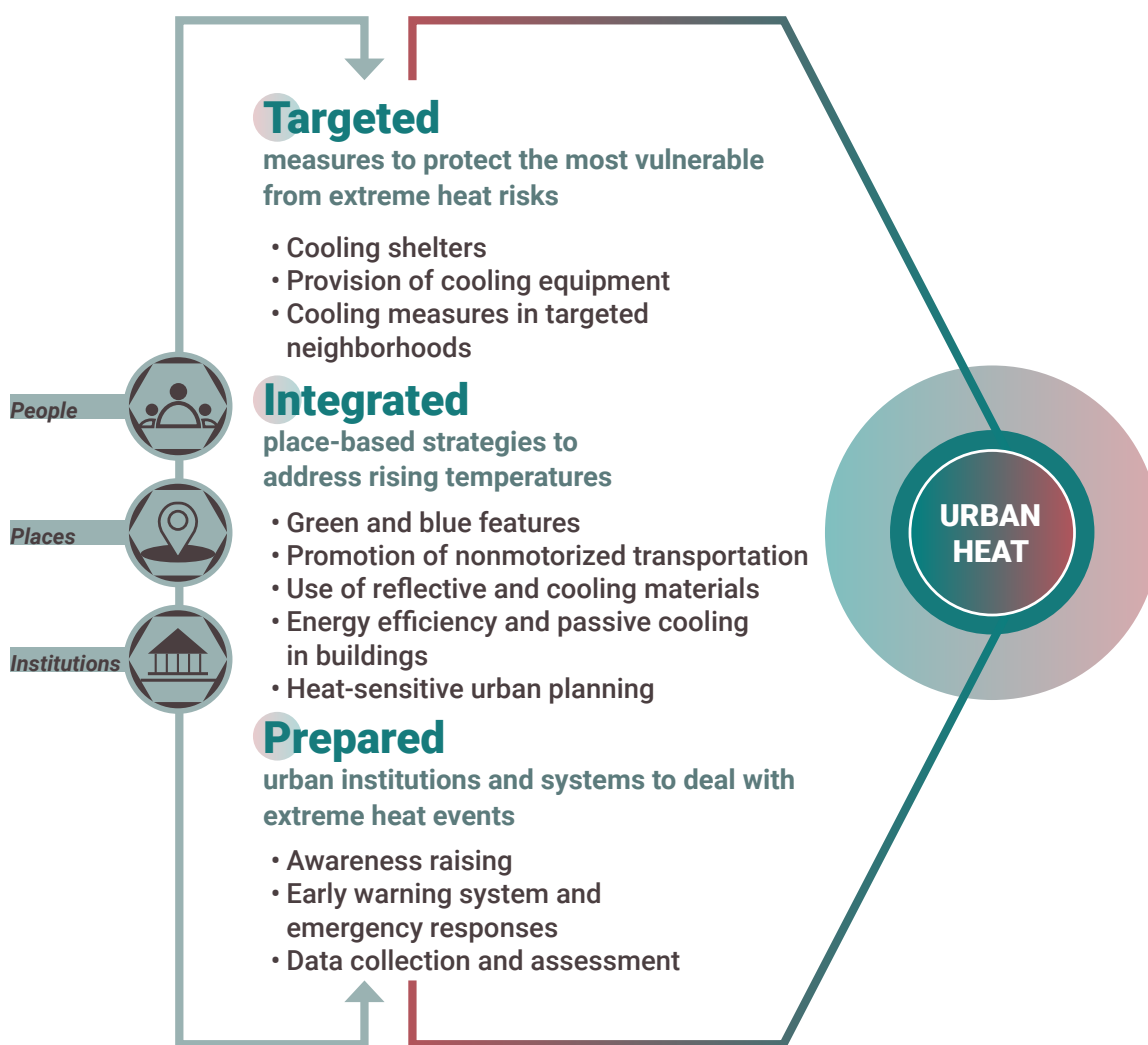 Targeted
measures to protect the most vulnerable
from extreme heat risks
• Cooling shelters
• Provision of cooling equipment
• Cooling measures in targeted
neighborhoods
People
Integrated
place-based strategies to
address rising temperatures
• Green and blue features
Places
• Promotion of nonmotorized transportation
• Use of reflective and cooling materials
• Energy efficiency and passive cooling
in buildings
Institutions
• Heat-sensitive urban planning
URBAN
HEAT
Prepared
urban institutions and systems to deal with
extreme heat events
• Awareness raising
• Early warning system and
emergency responses
• Data collection and assessment